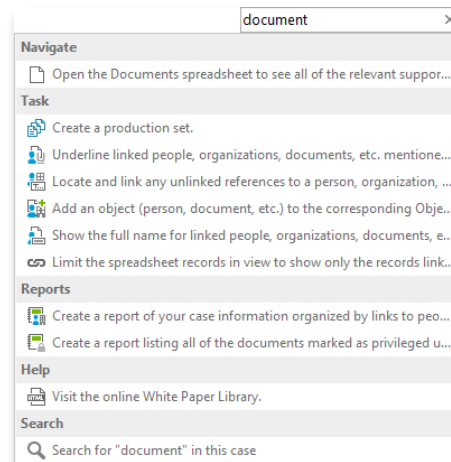 document
Navigate
Open the Documents spreadsheet to see all of the relevant suppor...
Task
Create a production set.
Underline linked people, organizations, documents, etc. mentione...
Locate and link any unlinked references to a person, organization, ...
Add an object (person, document, etc.) to the corresponding Obje...
Show the full name for linked people, organizations, documents, e...
Limit the spreadsheet records in view to show only the records link...
Reports
Create a report of your case information organized by links to peo...
Create a report listing all of the documents marked as privileged u...
Help
Visit the online White Paper Library.
Search
Search for "document" in this case